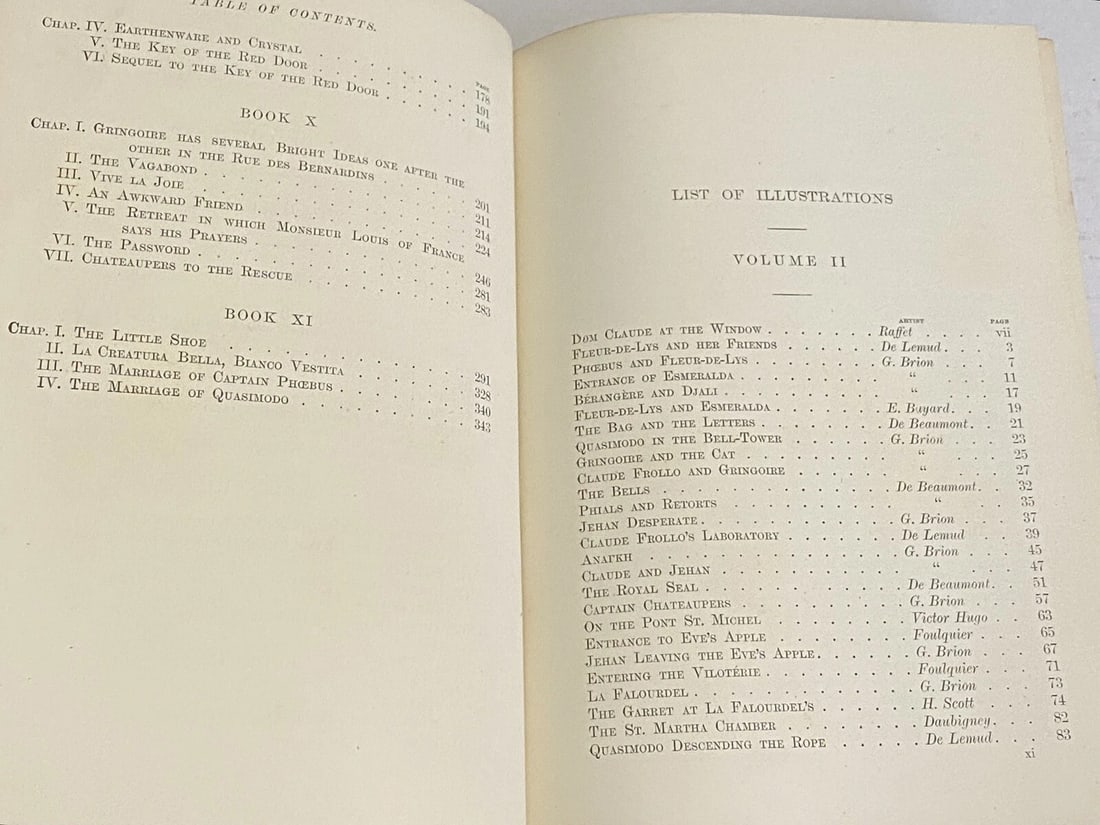 TABLE OF CONTENTS.
PAGE
CHAP. IV. EARTHENWARE AND CRYSTAL . . . . . . . . . 178
V. THE KEY OF THE RED DOOR . . . . . . . . 191
VI. SEQUEL TO THE KEY OF THE RED DOOR . . . . . 194
BOOK X
CHAP. I. GRINGOIRE HAS SEVERAL BRIGHT IDEAS ONE AFTER THE
OTHER IN THE RUE DES BERNARDINS . . . . . . 201
II. THE VAGABOND . . . . . . . . . . . . 211
III. VIVE LA JOIE . . . . . . . . . . . . 214
IV. AN AWKWARD FRIEND . . . . . . . . . . 224
V. THE RETREAT IN WHICH MONSIEUR LOUIS OF FRANCE
SAYS HIS PRAYERS . . . . . . . . . . 246
VI. THE PASSWORD . . . . . . . . . . . . 281
VII. CHATEAUPERS TO THE RESCUE . . . . . . . . 283
BOOK XI
CHAP. I. THE LITTLE SHOE . . . . . . . . . . . 291
II. LA CREATURA BELLA, BIANCO VESTITA . . . . . . 328
III. THE MARRIAGE OF CAPTAIN PHŒBUS . . . . . . 340
IV. THE MARRIAGE OF QUASIMODO . . . . . . . . 343
LIST OF ILLUSTRATIONS
VOLUME II
ARTIST PAGE
DOM CLAUDE AT THE WINDOW . . . . . . . Raffet . . . . vii
FLEUR-DE-LYS AND HER FRIENDS . . . . . . De Lemud . . . 3
PHŒBUS AND FLEUR-DE-LYS . . . . . . . . G. Brion . . . 7
ENTRANCE OF ESMERALDA . . . . . . . . . “ . . . 11
BÉRANGÈRE AND DJALI . . . . . . . . . . “ . . . 17
FLEUR-DE-LYS AND ESMERALDA . . . . . . . E. Bayard . . . 19
THE BAG AND THE LETTERS . . . . . . . . De Beaumont . . 21
QUASIMODO IN THE BELL-TOWER . . . . . . G. Brion . . . 23
GRINGOIRE AND THE CAT . . . . . . . . . “ . . . 25
CLAUDE FROLLO AND GRINGOIRE . . . . . . “ . . . 27
THE BELLS . . . . . . . . . . . . . De Beaumont . . 32
PHIALS AND RETORTS . . . . . . . . . . “ . . . 35
JEHAN DESPERATE . . . . . . . . . . . G. Brion . . . 37
CLAUDE FROLLO'S LABORATORY . . . . . . . De Lemud . . . 39
ΑΝΑΓΚΗ . . . . . . . . . . . . . . G. Brion . . . 45
CLAUDE AND JEHAN . . . . . . . . . . . “ . . . 47
THE ROYAL SEAL . . . . . . . . . . . De Beaumont . . 51
CAPTAIN CHATEAUPERS . . . . . . . . . G. Brion . . . 57
ON THE PONT ST. MICHEL . . . . . . . . Victor Hugo . . 63
ENTRANCE TO EVE'S APPLE . . . . . . . . Foulquier . . . 65
JEHAN LEAVING THE EVE'S APPLE . . . . . . G. Brion . . . 67
ENTERING THE VILOTÉRIE . . . . . . . . Foulquier . . . 71
LA FALOURDEL . . . . . . . . . . . . G. Brion . . . 73
THE GARRET AT LA FALOURDEL'S . . . . . . H. Scott . . . 74
THE ST. MARTHA CHAMBER . . . . . . . . Daubigney . . . 82
QUASIMODO DESCENDING THE ROPE . . . . . De Lemud . . . 83
xi